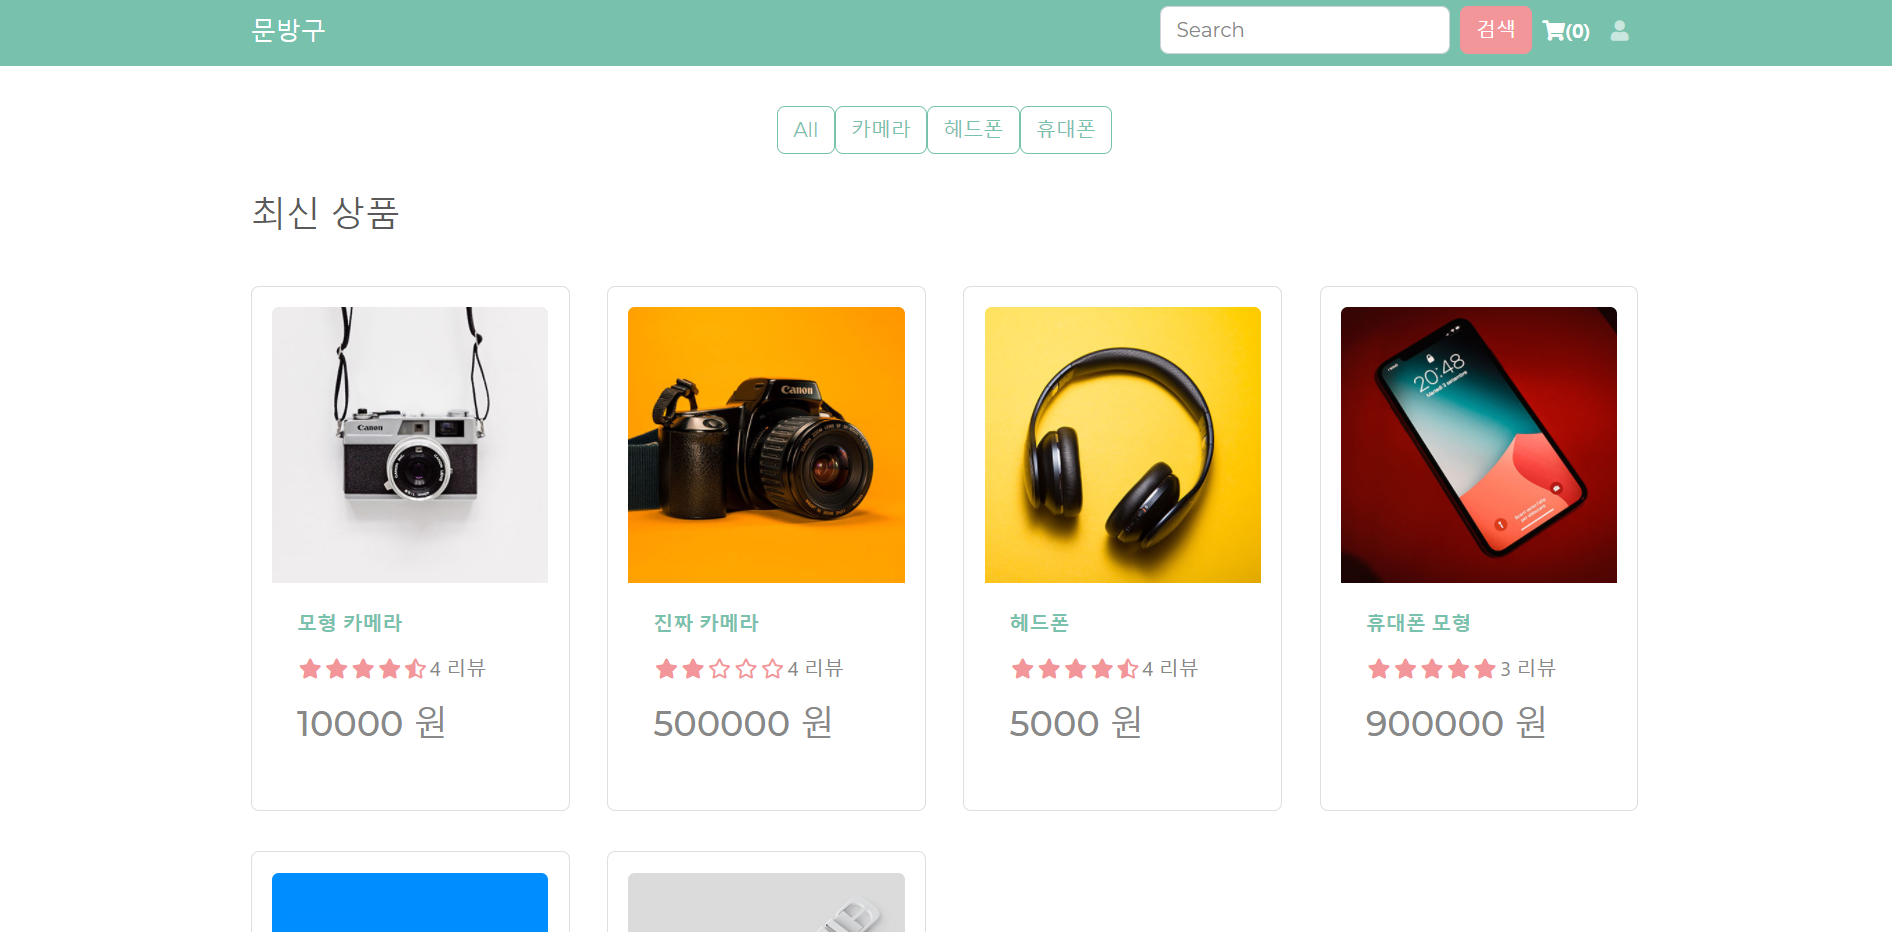 문방구
Search
검색
(0)
All
카메라
헤드폰
휴대폰
최신 상품
Canon
Canon
20:48
Martedì 3 settembre
모형 카메라
4 리뷰
10000 원
진짜 카메라
4 리뷰
500000 원
헤드폰
4 리뷰
5000 원
휴대폰 모형
3 리뷰
900000 원